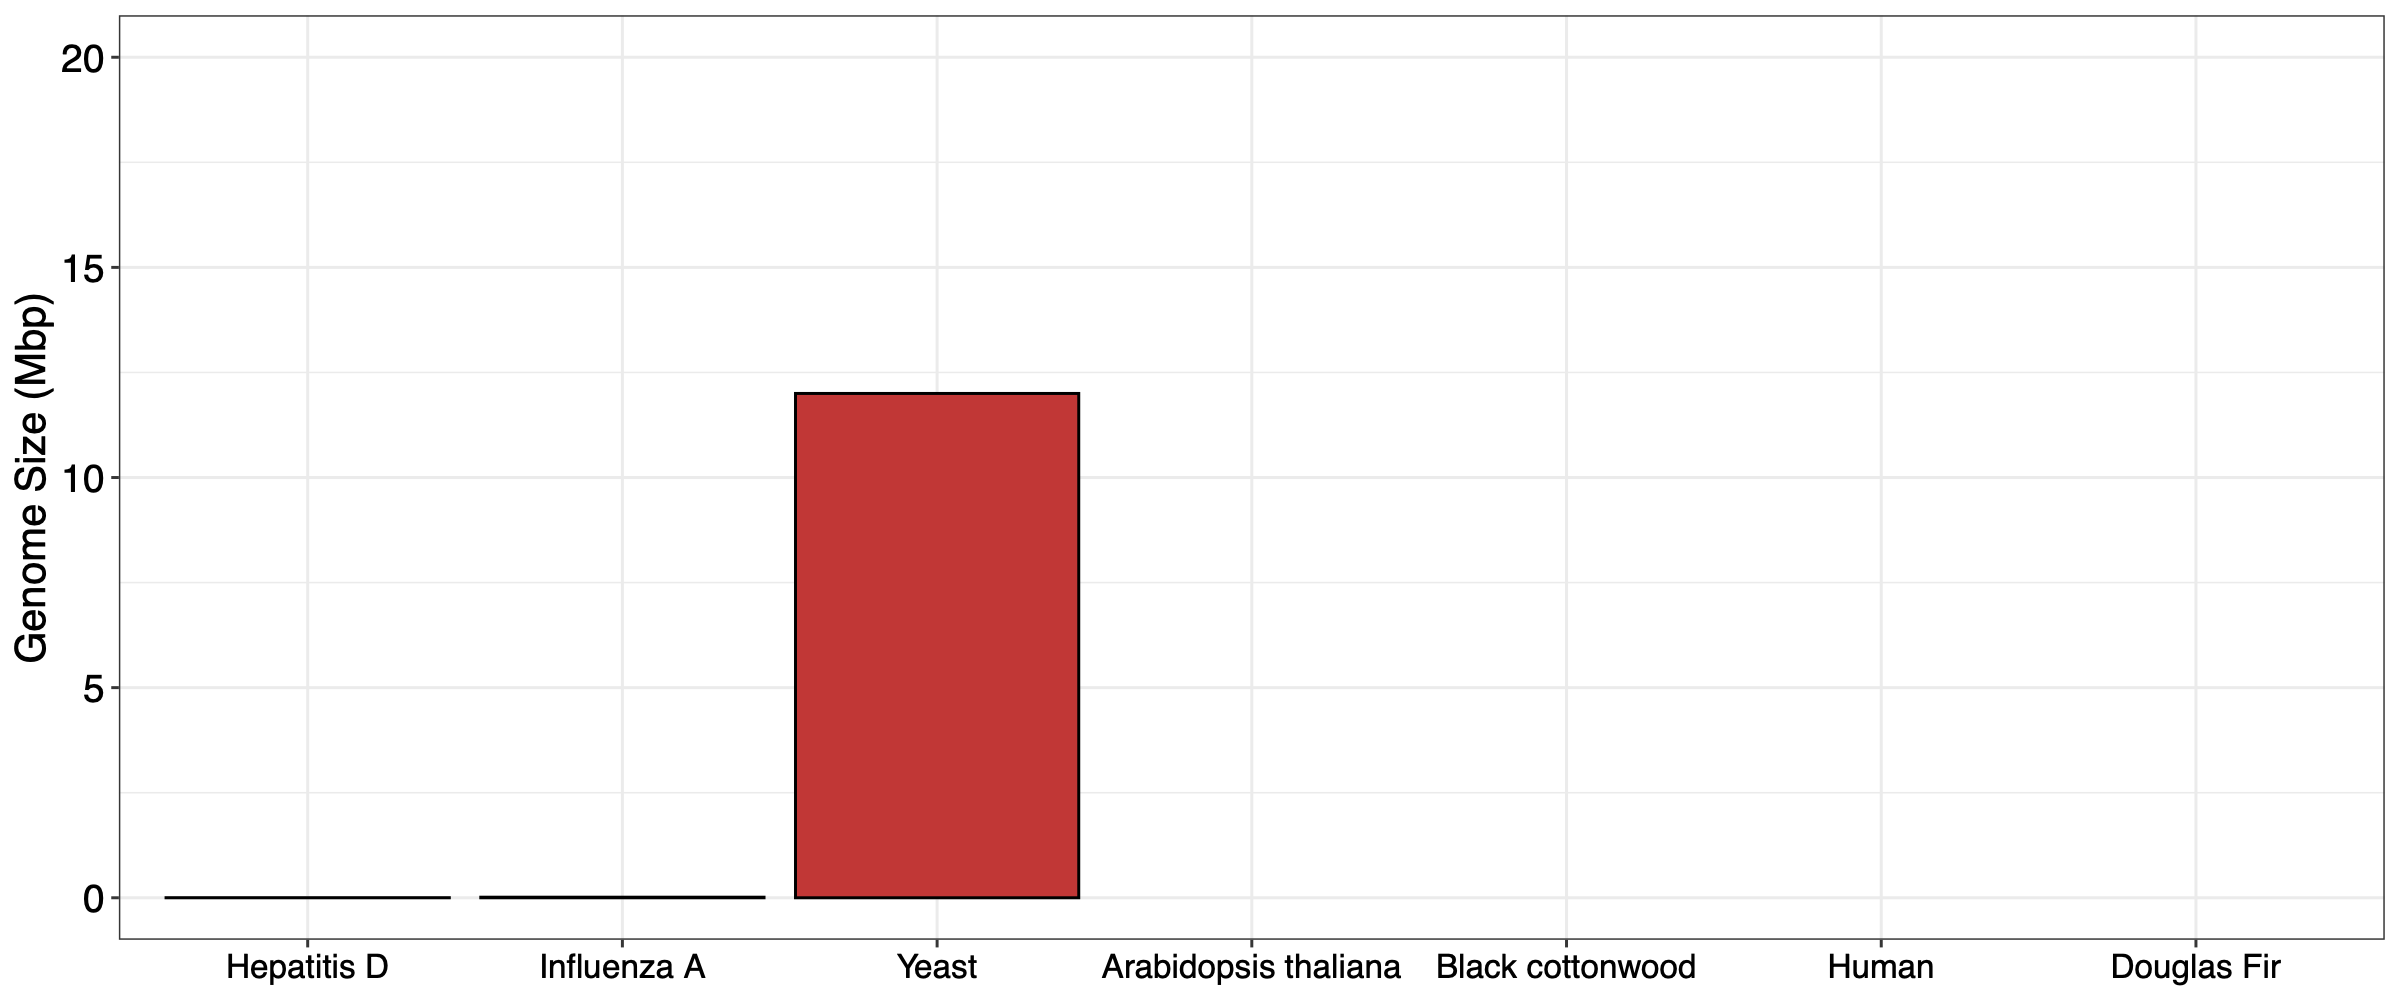 Genome Size (Mbp)
20
15
10
5
0
Hepatitis D
Influenza A
Yeast
Arabidopsis thaliana
Black cottonwood
Human
Douglas Fir